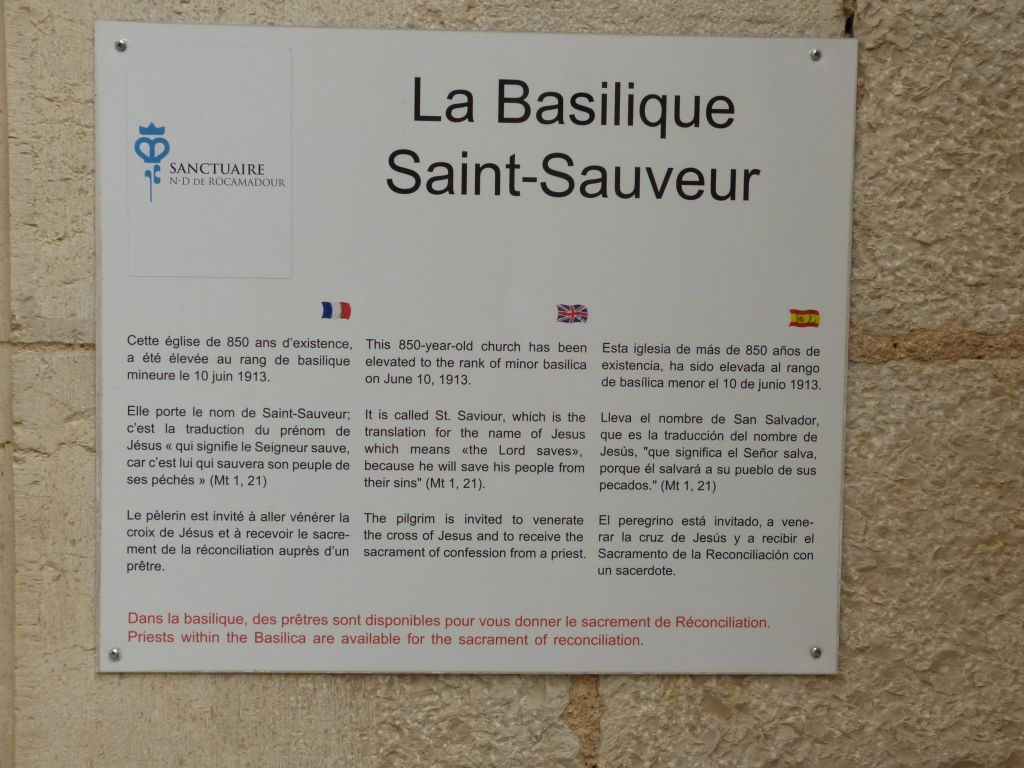 La Basilique
Saint-Sauveur
SANCTUAIRE
N-D DE ROCAMADOUR
Cette église de 850 ans d'existence,
a été élevée au rang de basilique
mineure le 10 juin 1913.
Elle porte le nom de Saint-Sauveur;
c'est la traduction du prénom de
Jésus « qui signifie le Seigneur sauve,
car c'est lui qui sauvera son peuple de
ses péchés » (Mt 1, 21)
Le pèlerin est invité à aller vénérer la
croix de Jésus et à recevoir le sacre-
ment de la réconciliation auprès d'un
prêtre.
This 850-year-old church has been
elevated to the rank of minor basilica
on June 10, 1913.
It is called St. Saviour, which is the
translation for the name of Jesus
which means «the Lord saves»,
because he will save his people from
their sins" (Mt 1, 21).
The pilgrim is invited to venerate
the cross of Jesus and to receive the
sacrament of confession from a priest.
Esta iglesia de más de 850 años de
existencia, ha sido elevada al rango
de basílica menor el 10 de junio 1913.
Lleva el nombre de San Salvador,
que es la traducción del nombre de
Jesús, "que significa el Señor salva,
porque él salvará a su pueblo de sus
pecados." (Mt 1, 21)
El peregrino está invitado, a vene-
rar la cruz de Jesús y a recibir el
Sacramento de la Reconciliación con
un sacerdote.
Dans la basilique, des prêtres sont disponibles pour vous donner le sacrement de Réconciliation.
Priests within the Basilica are available for the sacrament of reconciliation.